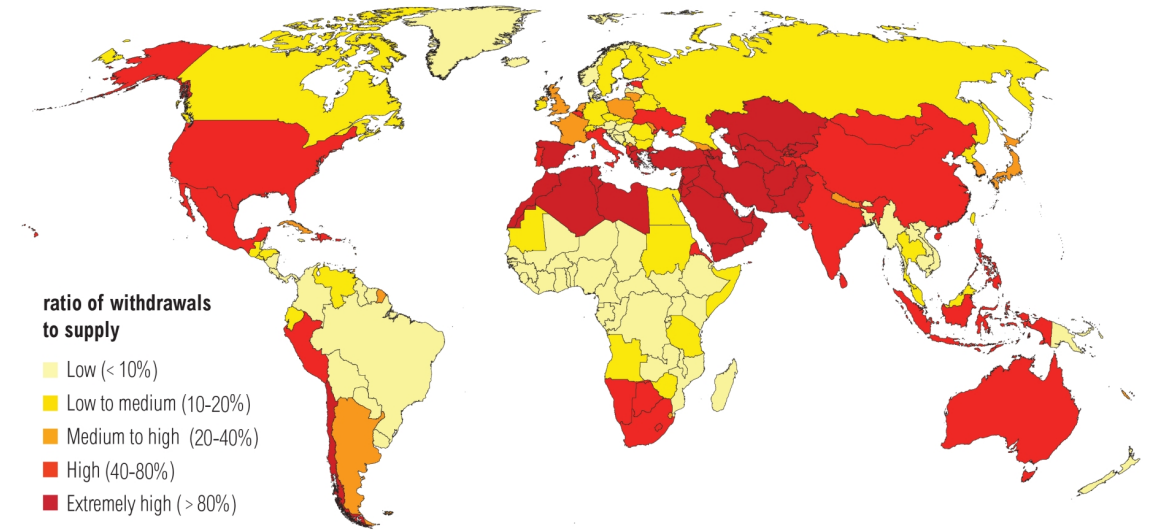 ratio of withdrawals
to supply
Low (< 10%)
Low to medium (10-20%)
Medium to high (20-40%)
High (40-80%)
Extremely high ( > 80%)